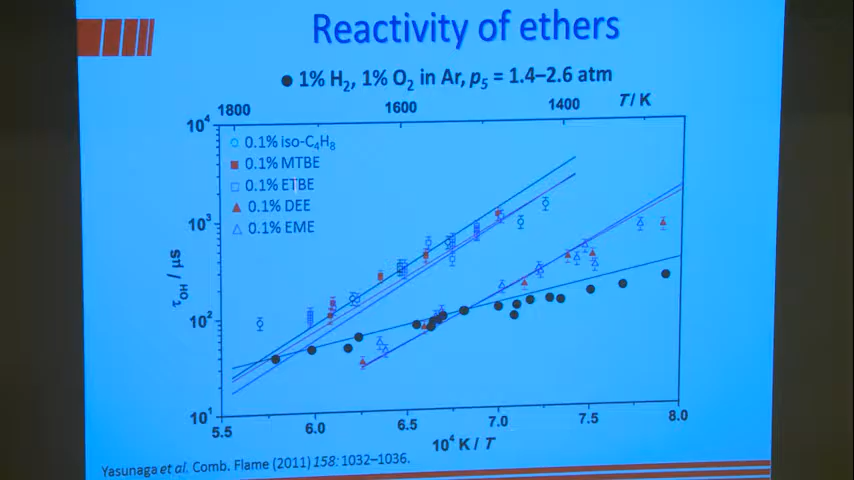 Reactivity of ethers
1% H₂, 1% O₂ in Ar, p₅ = 1.4–2.6 atm
1800 1600 1400 T / K
10⁴
0.1% iso-C₄H₈
0.1% MTBE
0.1% ETBE
0.1% DEE
0.1% EME
10³
τOH / μs
10²
10¹
5.5 6.0 6.5 7.0 7.5 8.0
10⁴ K / T
Yasunaga et al. Comb. Flame (2011) 158: 1032–1036.